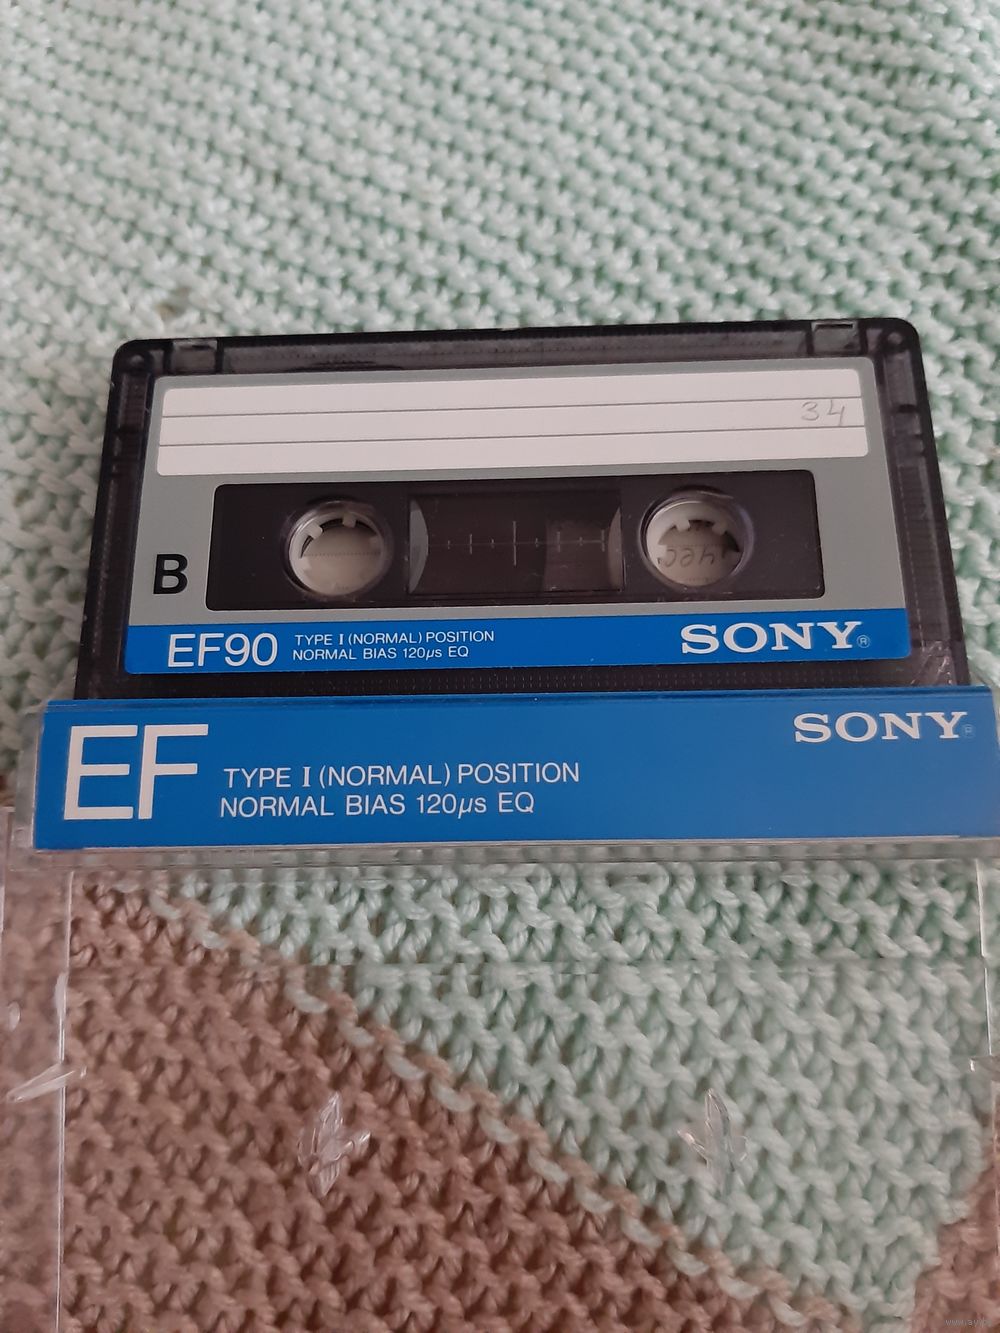 34
B
EF90 TYPE I (NORMAL) POSITION
NORMAL BIAS 120µs EQ
SONY®
EF
TYPE I (NORMAL) POSITION
NORMAL BIAS 120µs EQ
SONY®